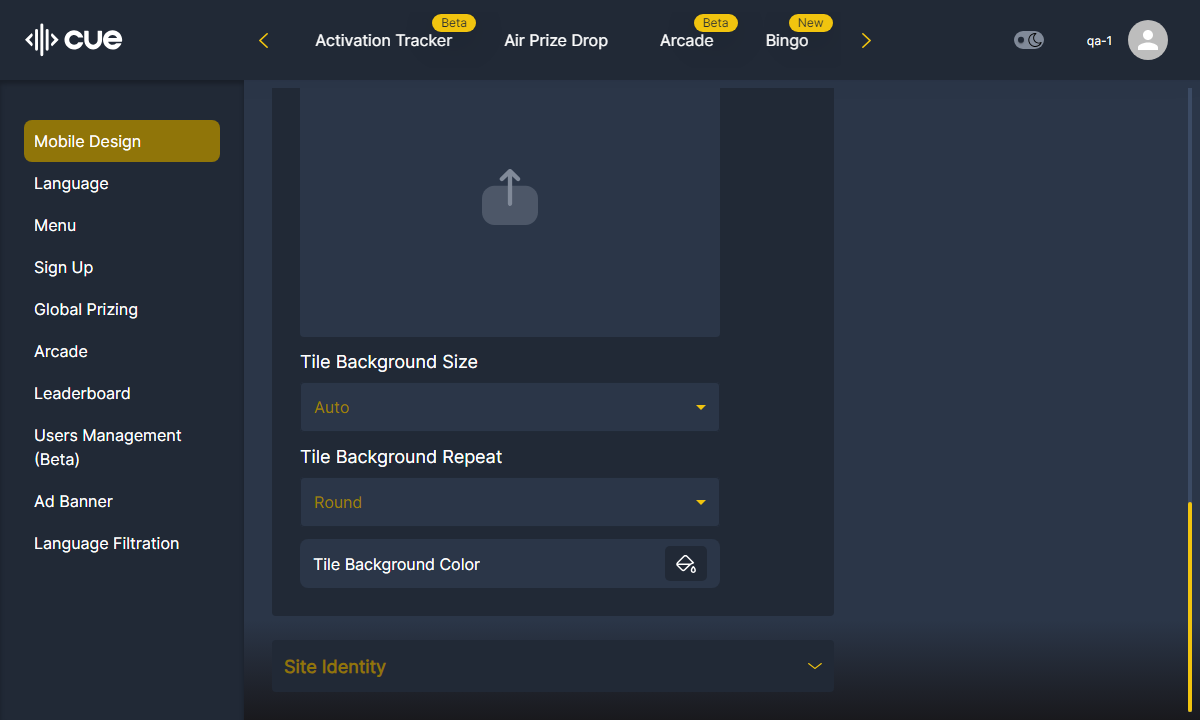 cue
Activation Tracker
Beta
Air Prize Drop
Arcade
Beta
Bingo
New
qa-1
Mobile Design
Language
Menu
Sign Up
Global Prizing
Arcade
Leaderboard
Users Management
(Beta)
Ad Banner
Language Filtration
Tile Background Size
Auto
Tile Background Repeat
Round
Tile Background Color
Site Identity